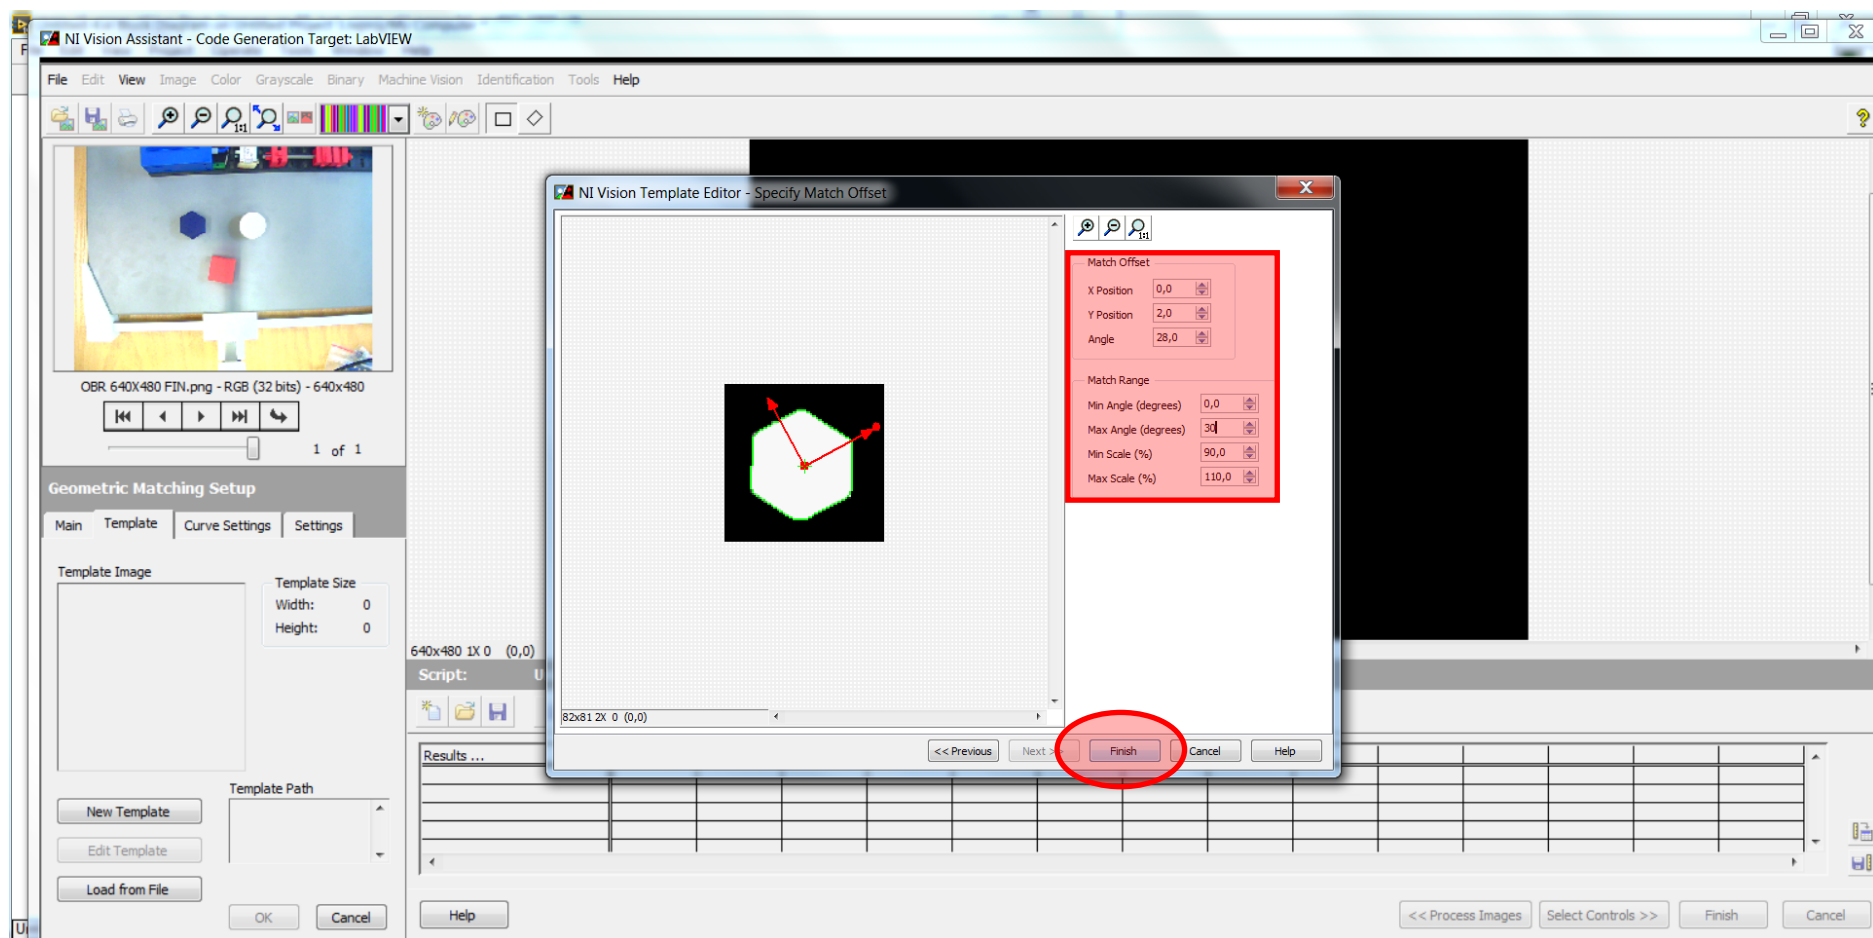 NI Vision Assistant - Code Generation Target: LabVIEW
File Edit View Image Color Grayscale Binary Machine Vision Identification Tools Help
1:1
OBR 640X480 FIN.png - RGB (32 bits) - 640x480
1 of 1
Geometric Matching Setup
Main Template Curve Settings Settings
Template Image
Template Size
Width: 0
Height: 0
Template Path
New Template
Edit Template
Load from File
OK Cancel
NI Vision Template Editor - Specify Match Offset
1:1
Match Offset
X Position 0,0
Y Position 2,0
Angle 28,0
Match Range
Min Angle (degrees) 0,0
Max Angle (degrees) 30
Min Scale (%) 90,0
Max Scale (%) 110,0
82x81 2X 0 (0,0)
<< Previous Next >> Finish Cancel Help
640x480 1X 0 (0,0)
Script: U
Results ...
Help << Process Images Select Controls >> Finish Cancel